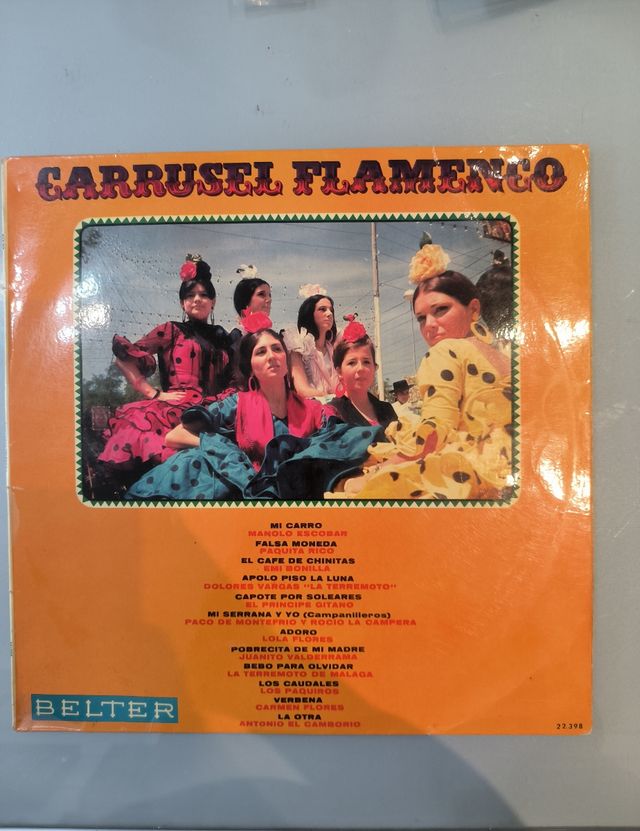 CARRUSEL FLAMENCO
MI CARRO
MANOLO ESCOBAR
FALSA MONEDA
PAQUITA RICO
EL CAFE DE CHINITAS
EMI BONILLA
APOLO PISO LA LUNA
DOLORES VARGAS "LA TERREMOTO"
CAPOTE POR SOLEARES
EL PRINCIPE GITANO
MI SERRANA Y YO (Campanilleros)
PACO DE MONTEFRIO Y ROCIO LA CAMPERA
ADORO
LOLA FLORES
POBRECITA DE MI MADRE
JUANITO VALDERRAMA
BEBO PARA OLVIDAR
LA TERREMOTO DE MALAGA
LOS CAUDALES
LOS PAQUIROS
VERBENA
CARMEN FLORES
LA OTRA
ANTONIO EL CAMBORIO
BELTER
22.398